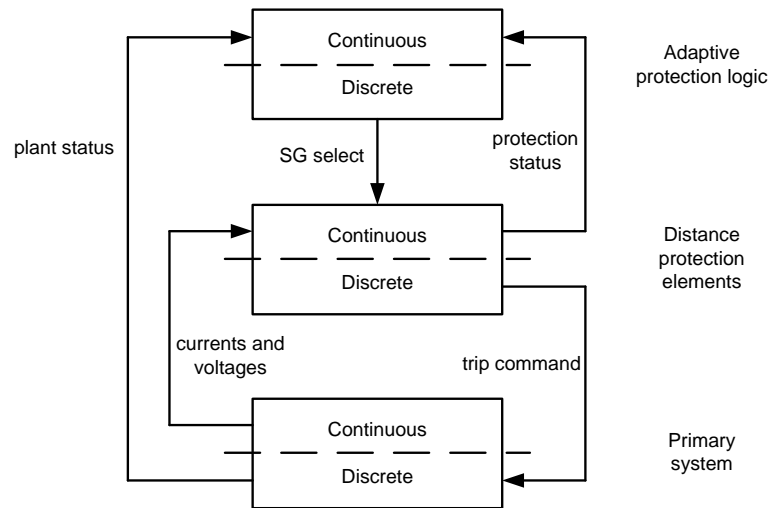 Continuous
Discrete
Adaptive
protection logic
plant status
SG select
protection
status
Continuous
Discrete
Distance
protection
elements
currents and
voltages
trip command
Continuous
Discrete
Primary
system